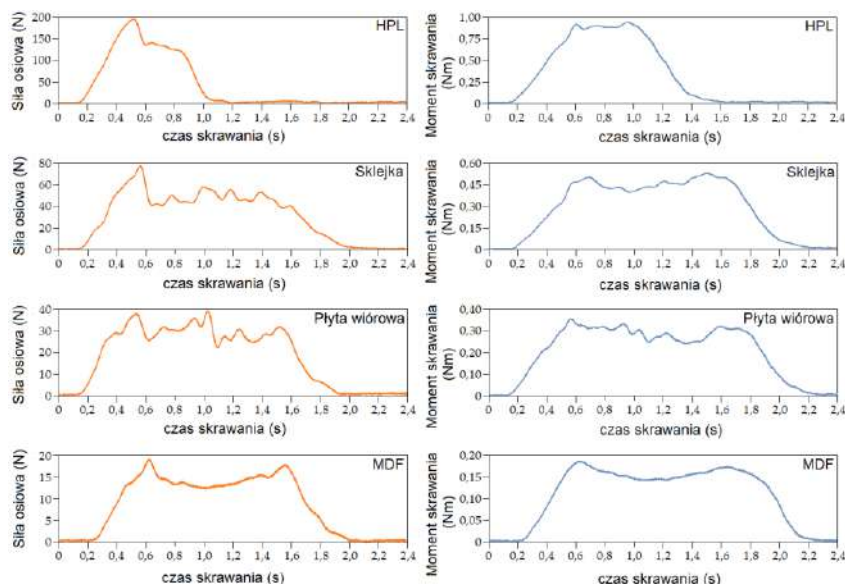 Siła osiowa (N)
200
150
100
50
0
HPL
0 0,2 0,4 0,6 0,8 1,0 1,2 1,4 1,6 1,8 2,0 2,2 2,4
czas skrawania (s)
Moment skrawania
(Nm)
1,00
0,75
0,50
0,25
0
HPL
0 0,2 0,4 0,6 0,8 1,0 1,2 1,4 1,6 1,8 2,0 2,2 2,4
czas skrawania (s)
Siła osiowa (N)
80
60
40
20
0
Sklejka
0 0,2 0,4 0,6 0,8 1,0 1,2 1,4 1,6 1,8 2,0 2,2 2,4
czas skrawania (s)
Moment skrawania
(Nm)
0,60
0,45
0,30
0,15
0
Sklejka
0 0,2 0,4 0,6 0,8 1,0 1,2 1,4 1,6 1,8 2,0 2,2 2,4
czas skrawania (s)
Siła osiowa (N)
40
30
20
10
0
Płyta wiórowa
0 0,2 0,4 0,6 0,8 1,0 1,2 1,4 1,6 1,8 2,0 2,2 2,4
czas skrawania (s)
Moment skrawania
(Nm)
0,40
0,30
0,20
0,10
0,00
Płyta wiórowa
0 0,2 0,4 0,6 0,8 1,0 1,2 1,4 1,6 1,8 2,0 2,2 2,4
czas skrawania (s)
Siła osiowa (N)
20
15
10
5
0
MDF
0 0,2 0,4 0,6 0,8 1,0 1,2 1,4 1,6 1,8 2,0 2,2 2,4
czas skrawania (s)
Moment skrawania
(Nm)
0,20
0,15
0,10
0,05
0,00
MDF
0 0,2 0,4 0,6 0,8 1,0 1,2 1,4 1,6 1,8 2,0 2,2 2,4
czas skrawania (s)